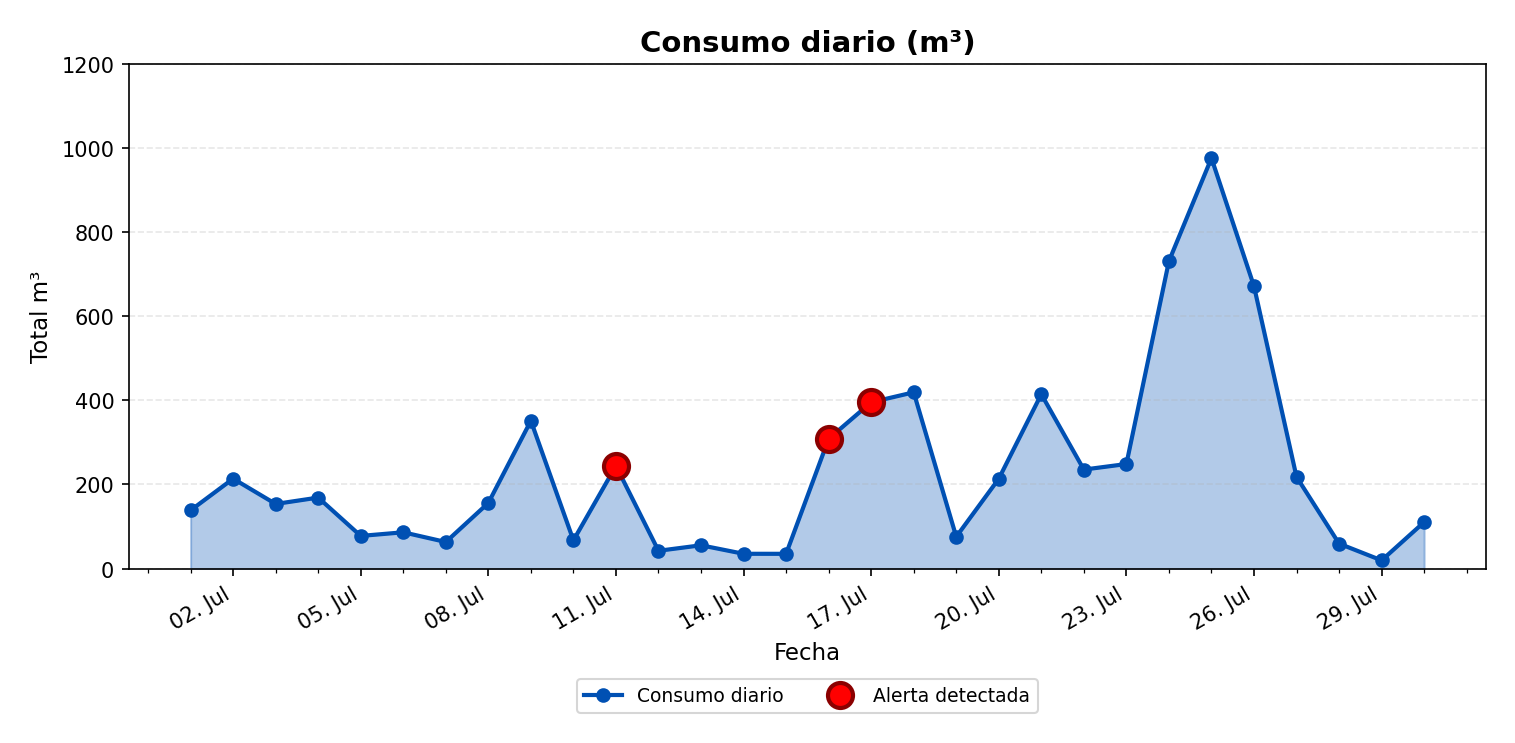 Consumo diario (m³)
1200
1000
800
600
400
200
0
Total m³
02. Jul
05. Jul
08. Jul
11. Jul
14. Jul
17. Jul
20. Jul
23. Jul
26. Jul
29. Jul
Fecha
Consumo diario
Alerta detectada